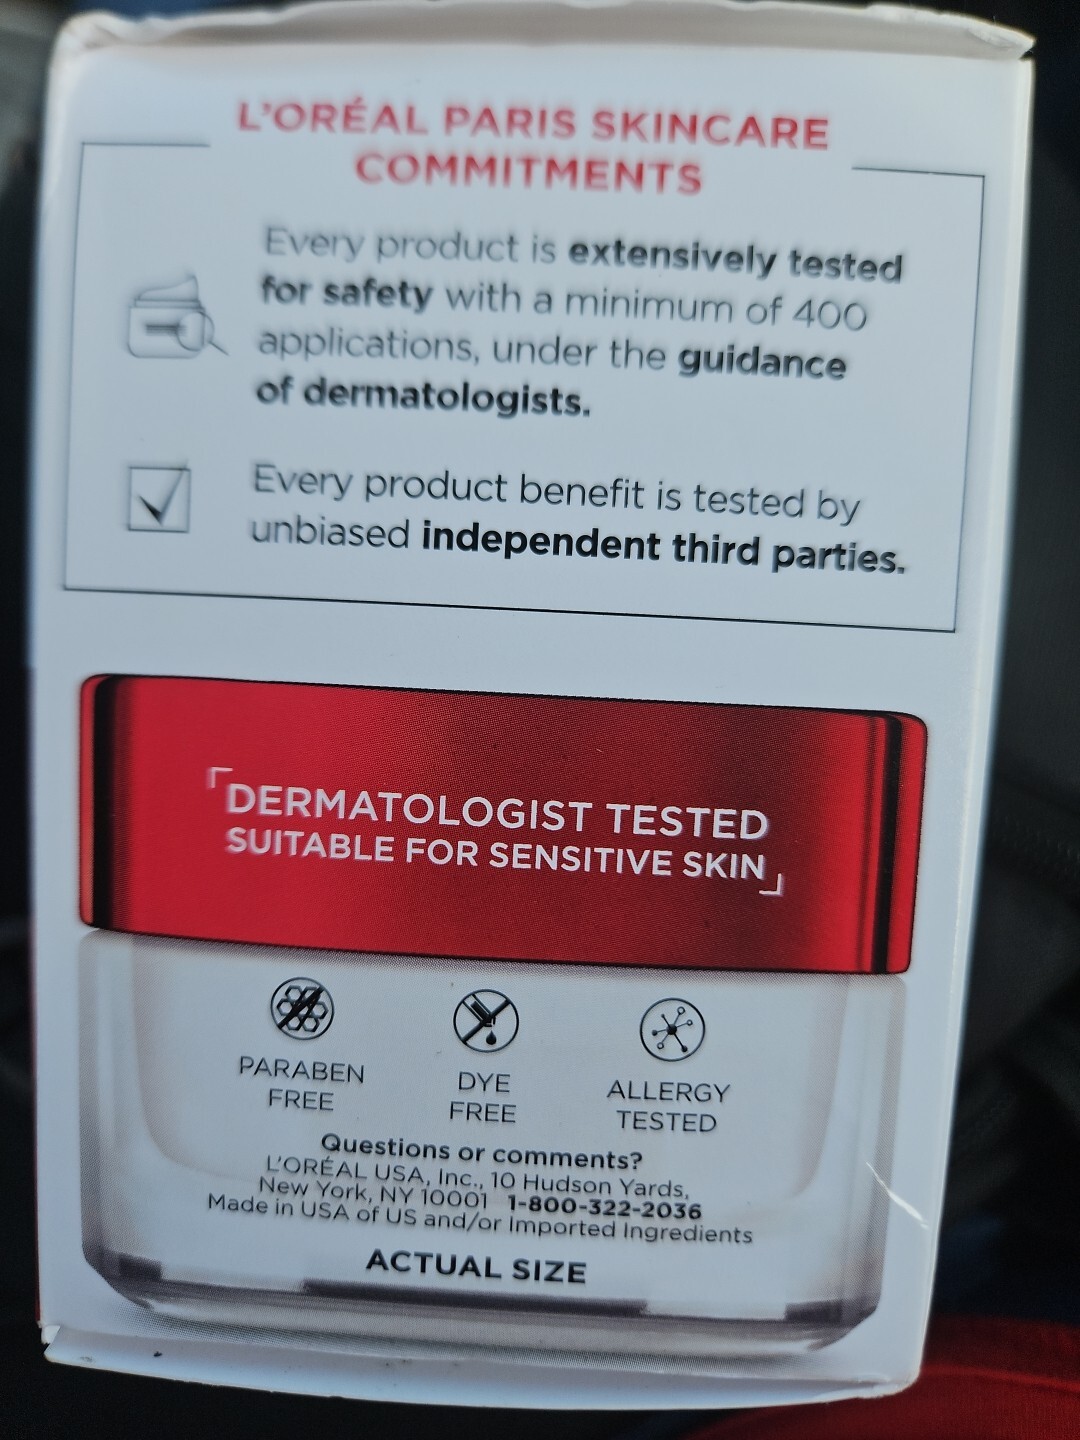 L'ORÉAL PARIS SKINCARE
COMMITMENTS
Every product is extensively tested
for safety with a minimum of 400
applications, under the guidance
of dermatologists.
Every product benefit is tested by
unbiased independent third parties.
DERMATOLOGIST TESTED
SUITABLE FOR SENSITIVE SKIN
PARABEN
FREE
DYE
FREE
ALLERGY
TESTED
Questions or comments?
L'ORÉAL USA, Inc., 10 Hudson Yards,
New York, NY 10001 1-800-322-2036
Made in USA of US and/or Imported Ingredients
ACTUAL SIZE